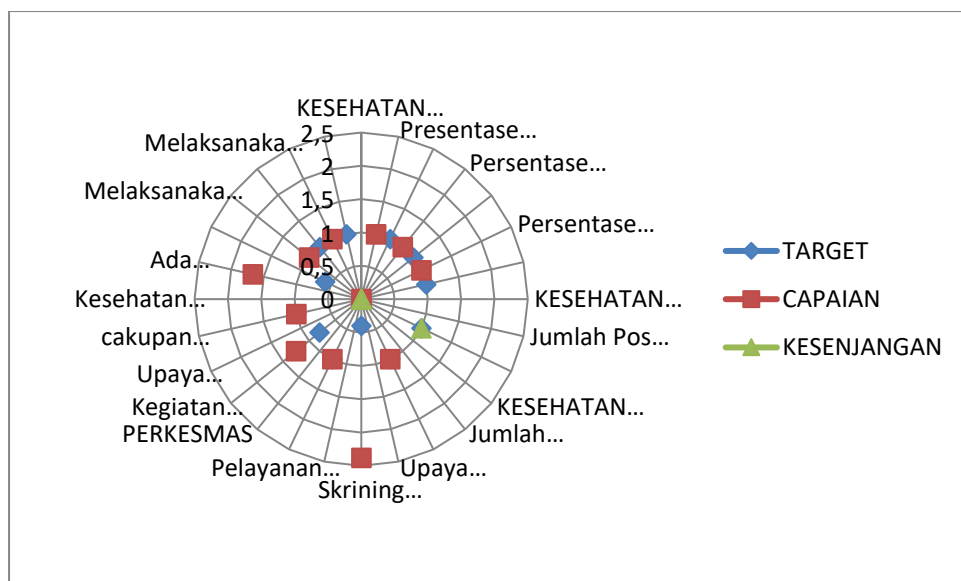 KESEHATAN...
Presentase...
Persentase...
Persentase...
KESEHATAN...
Jumlah Pos...
KESEHATAN...
Jumlah...
Upaya...
Skrining...
Pelayanan...
PERKESMAS
Kegiatan...
Upaya...
cakupan...
Kesehatan...
Ada...
Melaksanaka...
Melaksanaka...
2,5
2
1,5
1
0,5
0
TARGET
CAPAIAN
KESENJANGAN